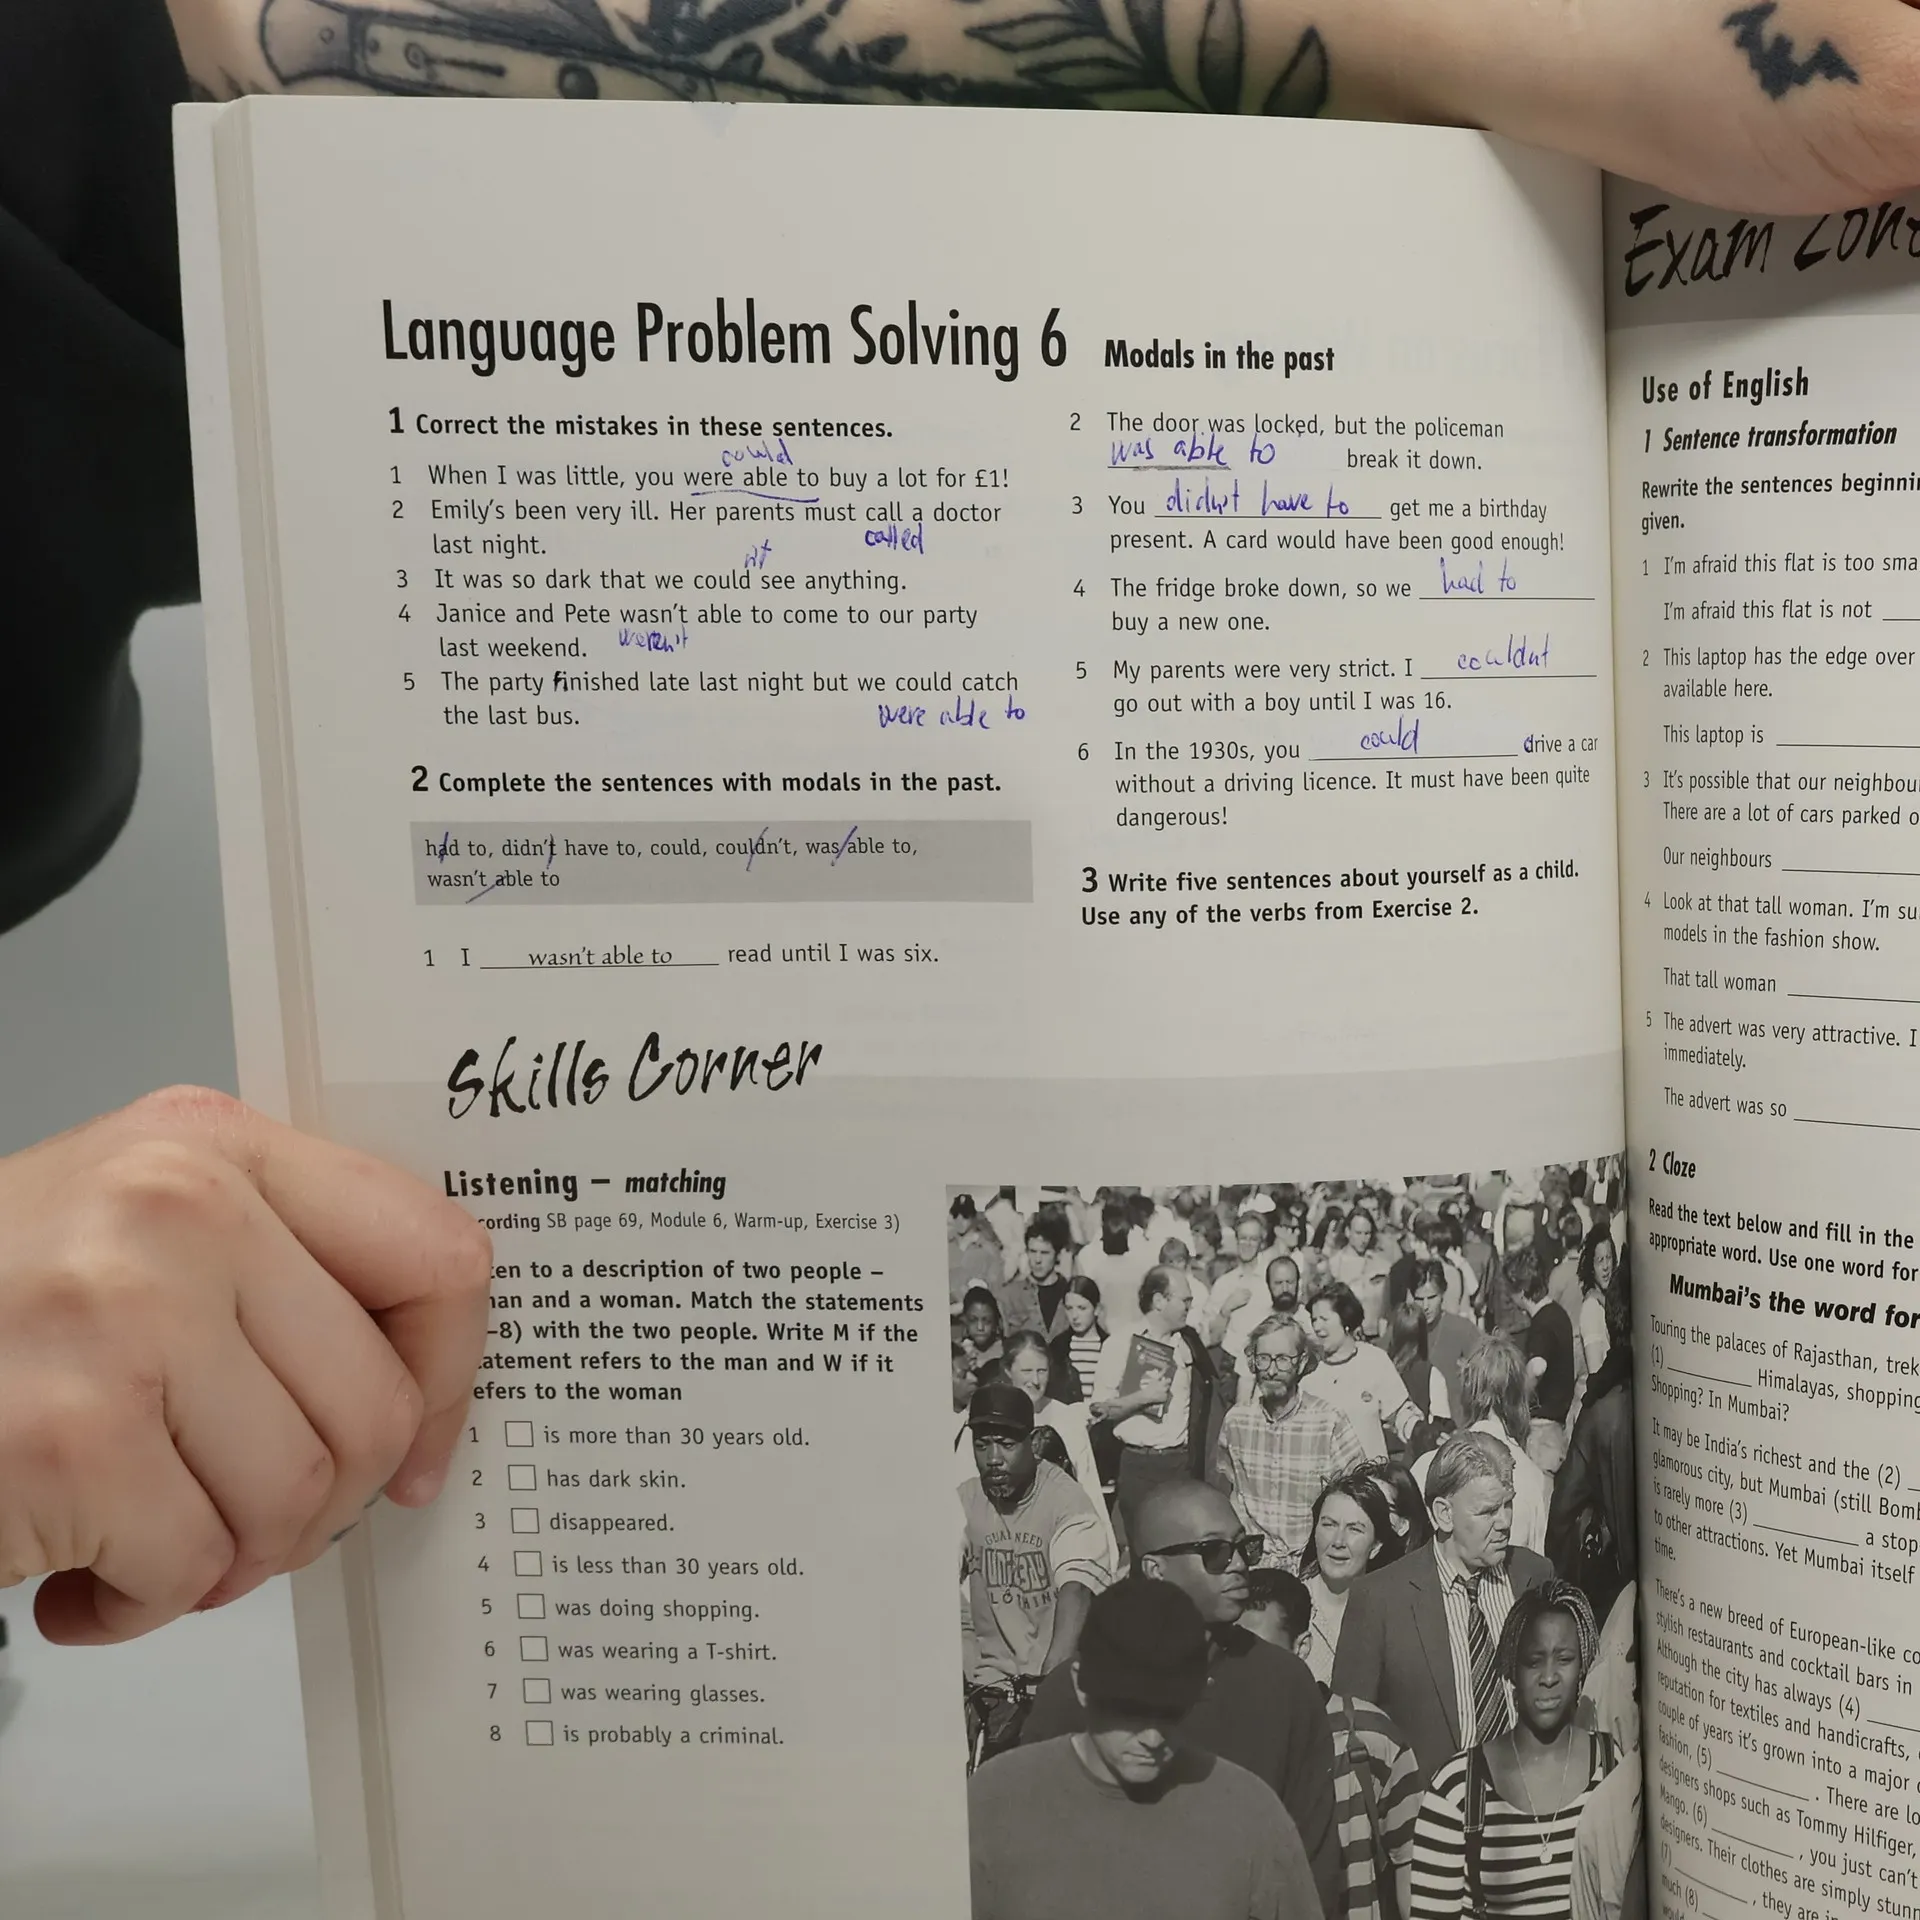 Language Problem Solving 6
Modals in the past
1 Correct the mistakes in these sentences.
could
1 When I was little, you were able to buy a lot for £1!
2 Emily's been very ill. Her parents must call a doctor
last night.
called
n't
3 It was so dark that we could see anything.
4 Janice and Pete wasn't able to come to our party
last weekend.
weren't
5 The party finished late last night but we could catch
the last bus.
were able to
2 Complete the sentences with modals in the past.
had to, didn't have to, could, couldn't, was able to,
wasn't able to
1 I wasn't able to read until I was six.
2 The door was locked, but the policeman
was able to break it down.
3 You didn't have to get me a birthday
present. A card would have been good enough!
4 The fridge broke down, so we had to
buy a new one.
5 My parents were very strict. I couldnt
go out with a boy until I was 16.
6 In the 1930s, you could drive a car
without a driving licence. It must have been quite
dangerous!
3 Write five sentences about yourself as a child.
Use any of the verbs from Exercise 2.
Skills Corner
Listening – matching
SB page 69, Module 6, Warm-up, Exercise 3)
to a description of two people –
and a woman. Match the statements
–8) with the two people. Write M if the
refers to the man and W if it
to the woman
1 is more than 30 years old.
2 has dark skin.
3 disappeared.
4 is less than 30 years old.
5 was doing shopping.
6 was wearing a T-shirt.
7 was wearing glasses.
8 is probably a criminal.
Exam
Use of English
1 Sentence transformation
Rewrite the sentences
given.
1 I'm afraid this flat is too
I'm afraid this flat is not
2 This laptop has the edge over
available here.
This laptop is
3 It's possible that our
There are a lot of cars parked
Our neighbours
4 Look at that tall woman. I'm
models in the fashion show.
That tall woman
5 The advert was very attractive. I
immediately.
The advert was so
2 Cloze
Read the text below and fill in the
appropriate word. Use one word for
Mumbai's the word for
Touring the palaces of Rajasthan,
(1) Himalayas, shopping
Shopping? In Mumbai?
It may be India's richest and the (2)
glamorous city, but Mumbai (still
is rarely more (3) a stop
to other attractions. Yet Mumbai itself
time.
There's a new breed of European-like
stylish restaurants and cocktail bars in
Although the city has always (4)
reputation for textiles and handicrafts,
couple of years it's grown into a major
fashion, (5) . There are
designers shops such as Tommy Hilfiger,
Mango, (6) , you just can't
designers. Their clothes are simply
(7) , they are
much (8)